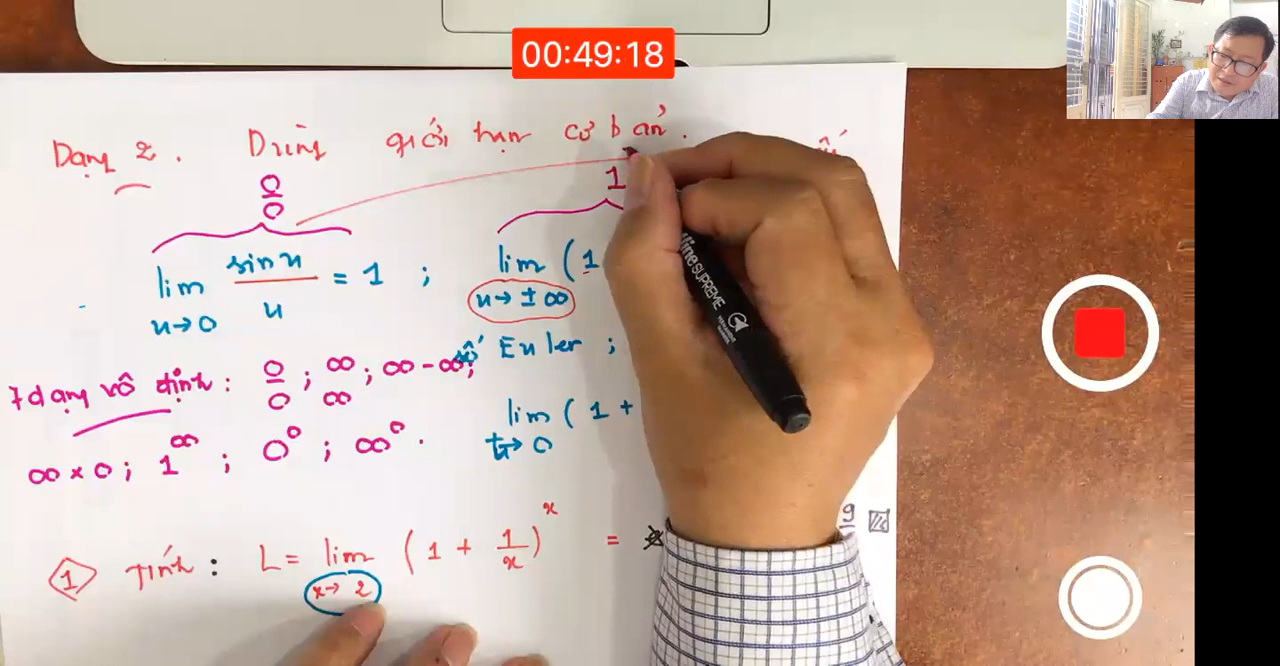 00:49:18
Dạng 2. Dùng giới hạn cơ bản.
0/0
1
lim u→0 sin u / u = 1 ;
lim u→±∞ (1
số Euler ;
7 dạng vô định : 0/0 ; ∞/∞ ; ∞-∞ ;
∞×0 ; 1^∞ ; 0^0 ; ∞^0 .
lim t→0 (1 +
① Tính : L = lim x→2 (1 + 1/x)^x =
SUPREME